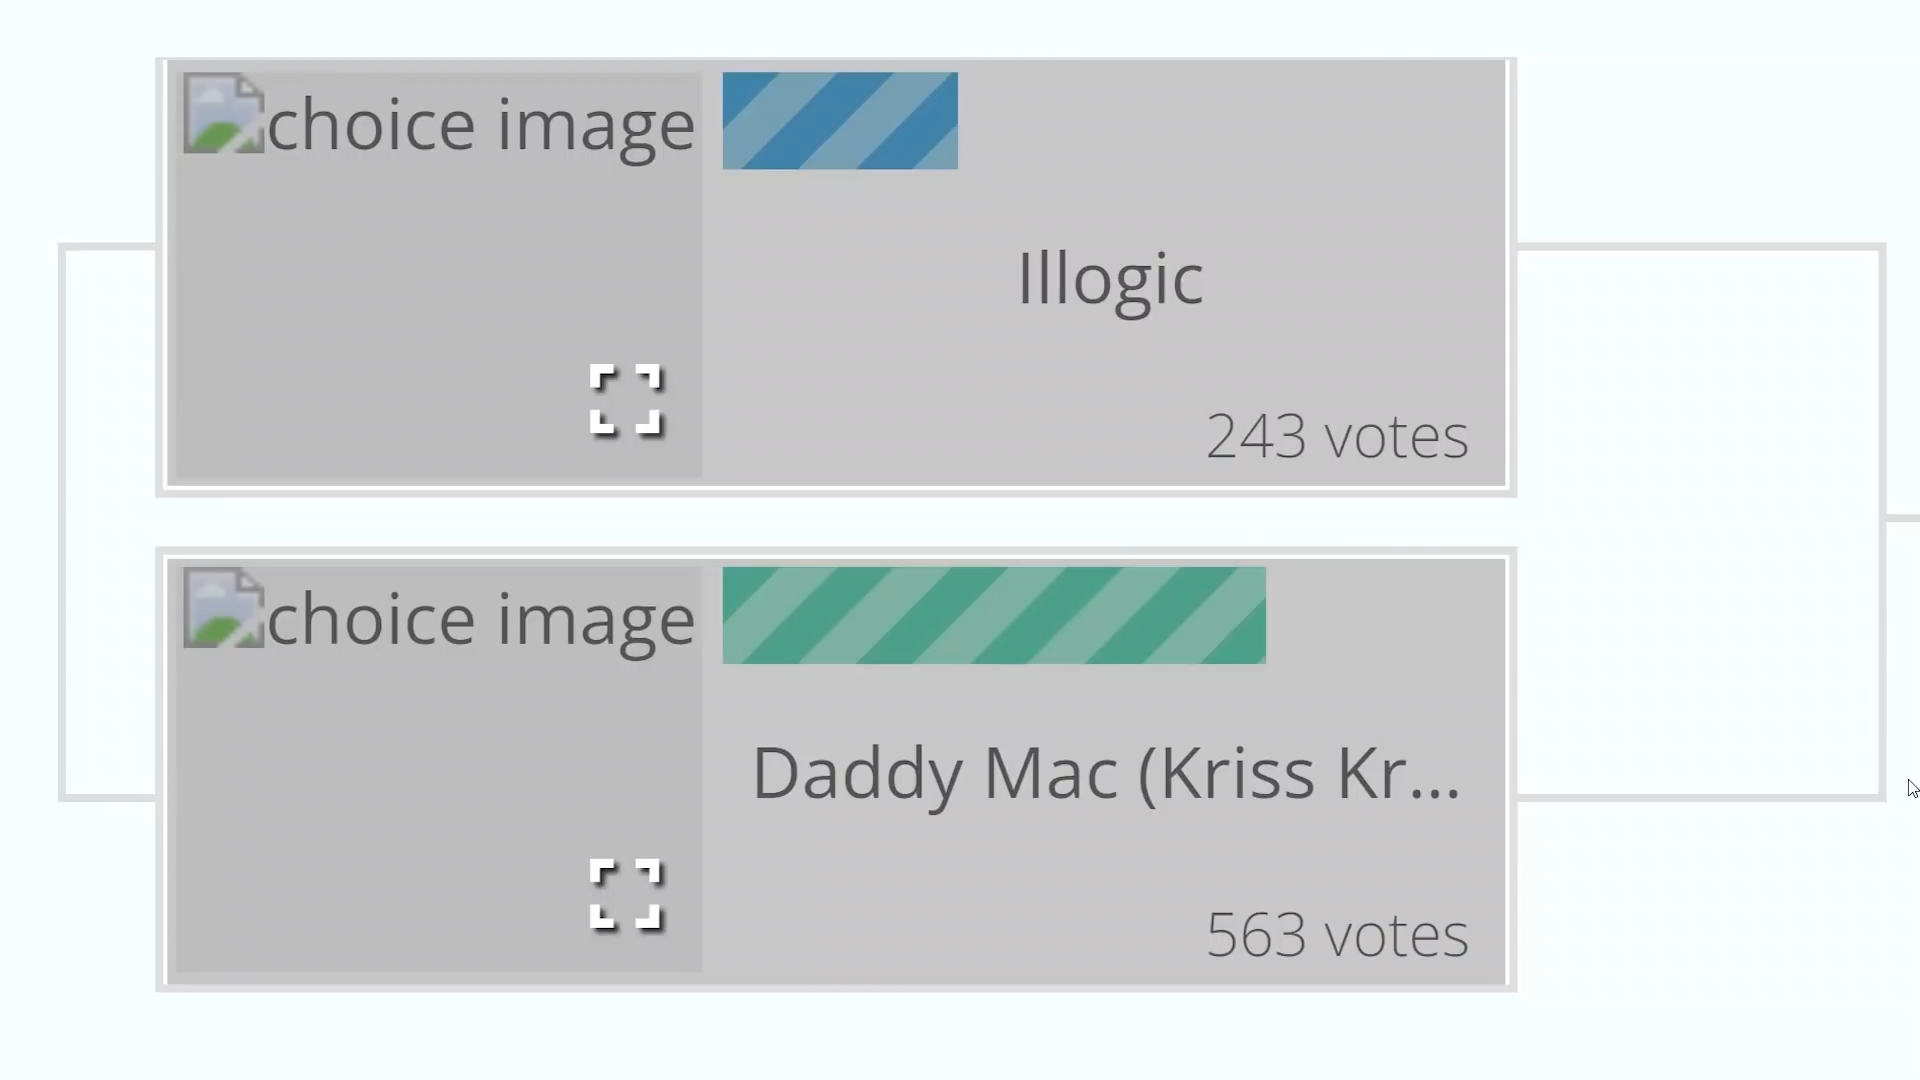 choice image
Illogic
243 votes
choice image
Daddy Mac (Kriss Kr...
563 votes